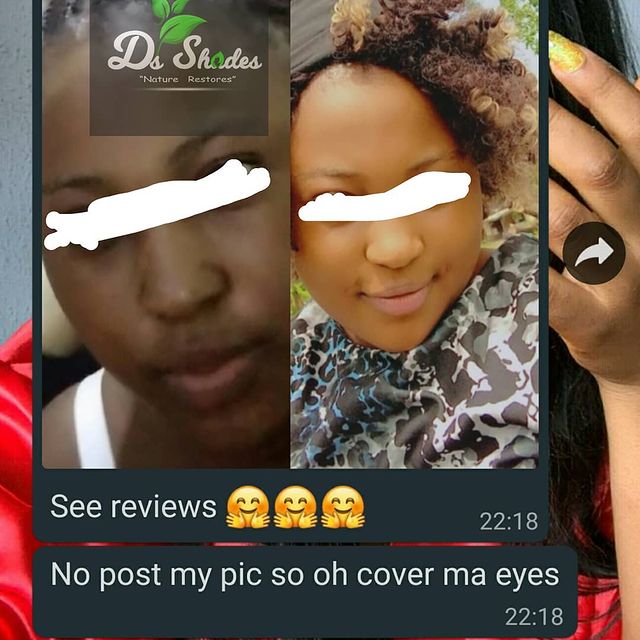 Ds Shades
"Nature Restores"
See reviews 🤗🤗🤗
22:18
No post my pic so oh cover ma eyes
22:18